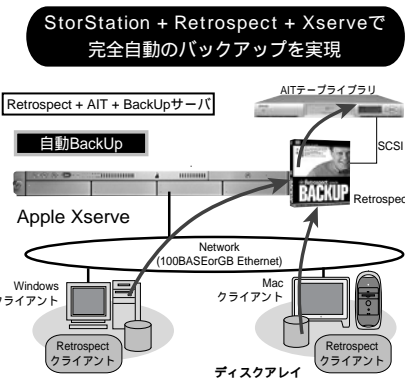 StorStation + Retrospect + Xserveで
完全自動のバックアップを実現
AITテープライブラリ
Retrospect + AIT + BackUpサーバ
自動BackUp
SCSI
BACKUP
Retrospec
Apple Xserve
Network
(100BASEorGB Ethernet)
Windows
クライアント
Mac
クライアント
Retrospect
クライアント
Retrospect
クライアント
ディスクアレイ